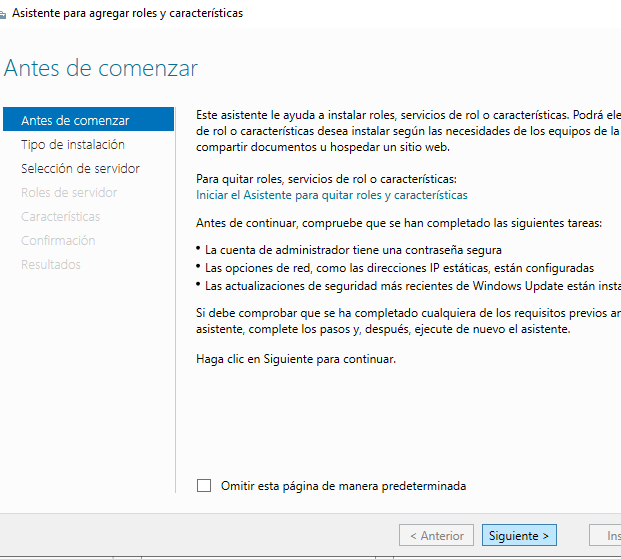 Asistente para agregar roles y características
Antes de comenzar
Antes de comenzar
Tipo de instalación
Selección de servidor
Roles de servidor
Características
Confirmación
Resultados
Este asistente le ayuda a instalar roles, servicios de rol o características. Podrá
de rol o características desea instalar según las necesidades de los equipos de la
compartir documentos u hospedar un sitio web.
Para quitar roles, servicios de rol o características:
Iniciar el Asistente para quitar roles y características
Antes de continuar, compruebe que se han completado las siguientes tareas:
• La cuenta de administrador tiene una contraseña segura
• Las opciones de red, como las direcciones IP estáticas, están configuradas
• Las actualizaciones de seguridad más recientes de Windows Update están
Si debe comprobar que se ha completado cualquiera de los requisitos previos
asistente, complete los pasos y, después, ejecute de nuevo el asistente.
Haga clic en Siguiente para continuar.
Omitir esta página de manera predeterminada
< Anterior
Siguiente >